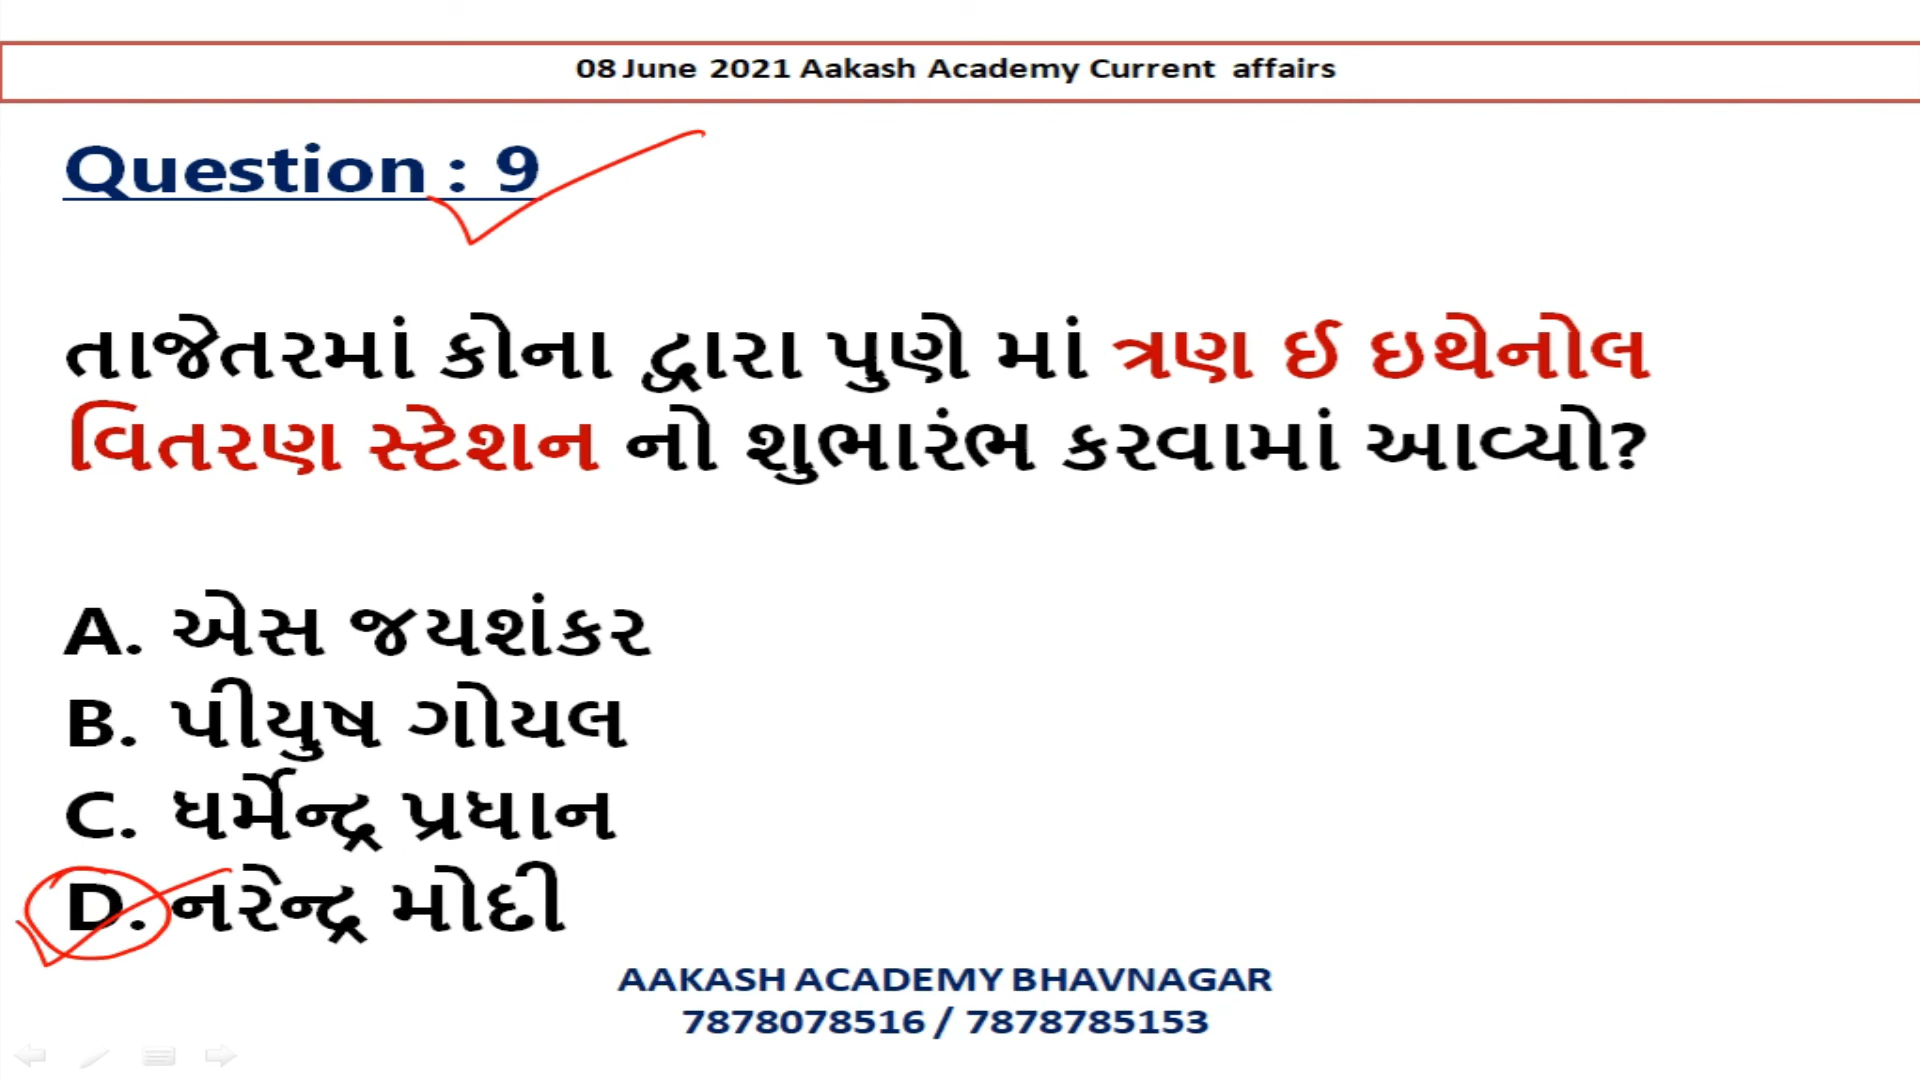 08 June 2021 Aakash Academy Current affairs
Question : 9
તાજેતરમાં કોના દ્વારા પુણે માં ત્રણ ઈ ઇથેનોલ
વિતરણ સ્ટેશન નો શુભારંભ કરવામાં આવ્યો?
A. એસ જયશંકર
B. પીયુષ ગોયલ
C. ધર્મેન્દ્ર પ્રધાન
D. નરેન્દ્ર મોદી
AAKASH ACADEMY BHAVNAGAR
7878078516 / 7878785153